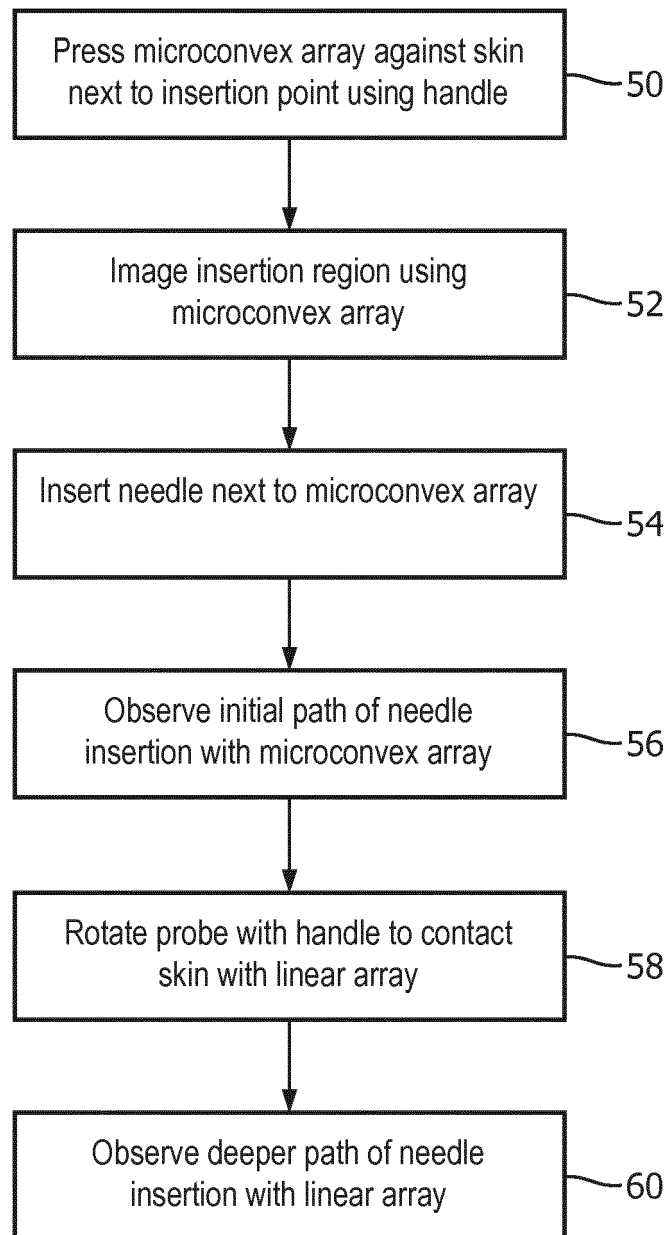 Press microconvex array against skin
next to insertion point using handle
50
Image insertion region using
microconvex array
52
Insert needle next to microconvex array
54
Observe initial path of needle
insertion with microconvex array
56
Rotate probe with handle to contact
skin with linear array
58
Observe deeper path of needle
insertion with linear array
60